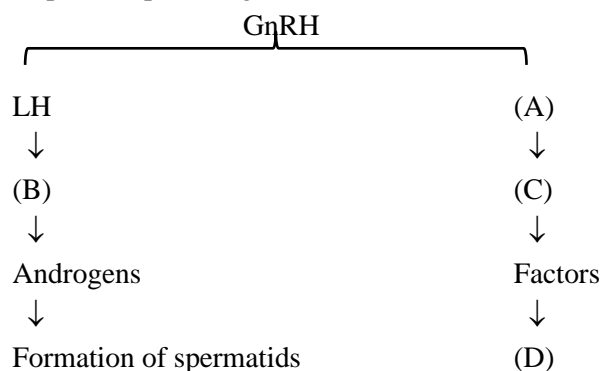 GnRH
LH (A)
↓ ↓
(B) (C)
↓ ↓
Androgens Factors
↓ ↓
Formation of spermatids (D)